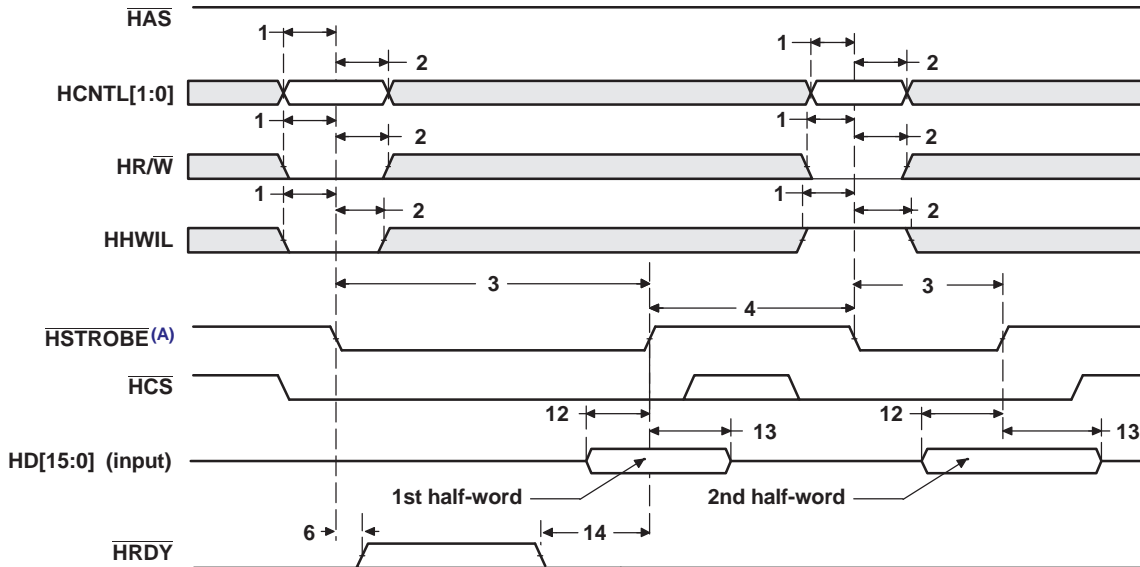 HAS
1
2
1
2
HCNTL[1:0]
1
2
1
2
HR/W
1
2
1
2
HHWIL
3
4
3
HSTROBE(A)
HCS
12
13
12
13
HD[15:0] (input)
1st half-word
2nd half-word
6
14
HRDY